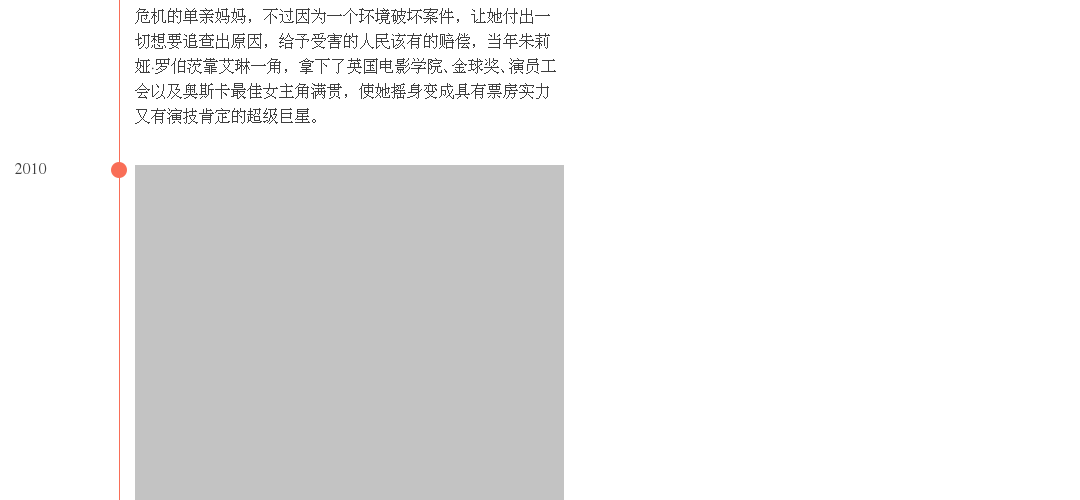 危机的单亲妈妈，不过因为一个环境破坏案件，让她付出一
切想要追查出原因，给予受害的人民该有的赔偿，当年朱莉
娅·罗伯茨靠艾琳一角，拿下了英国电影学院、金球奖、演员工
会以及奥斯卡最佳女主角满贯，使她摇身变成具有票房实力
又有演技肯定的超级巨星。
2010